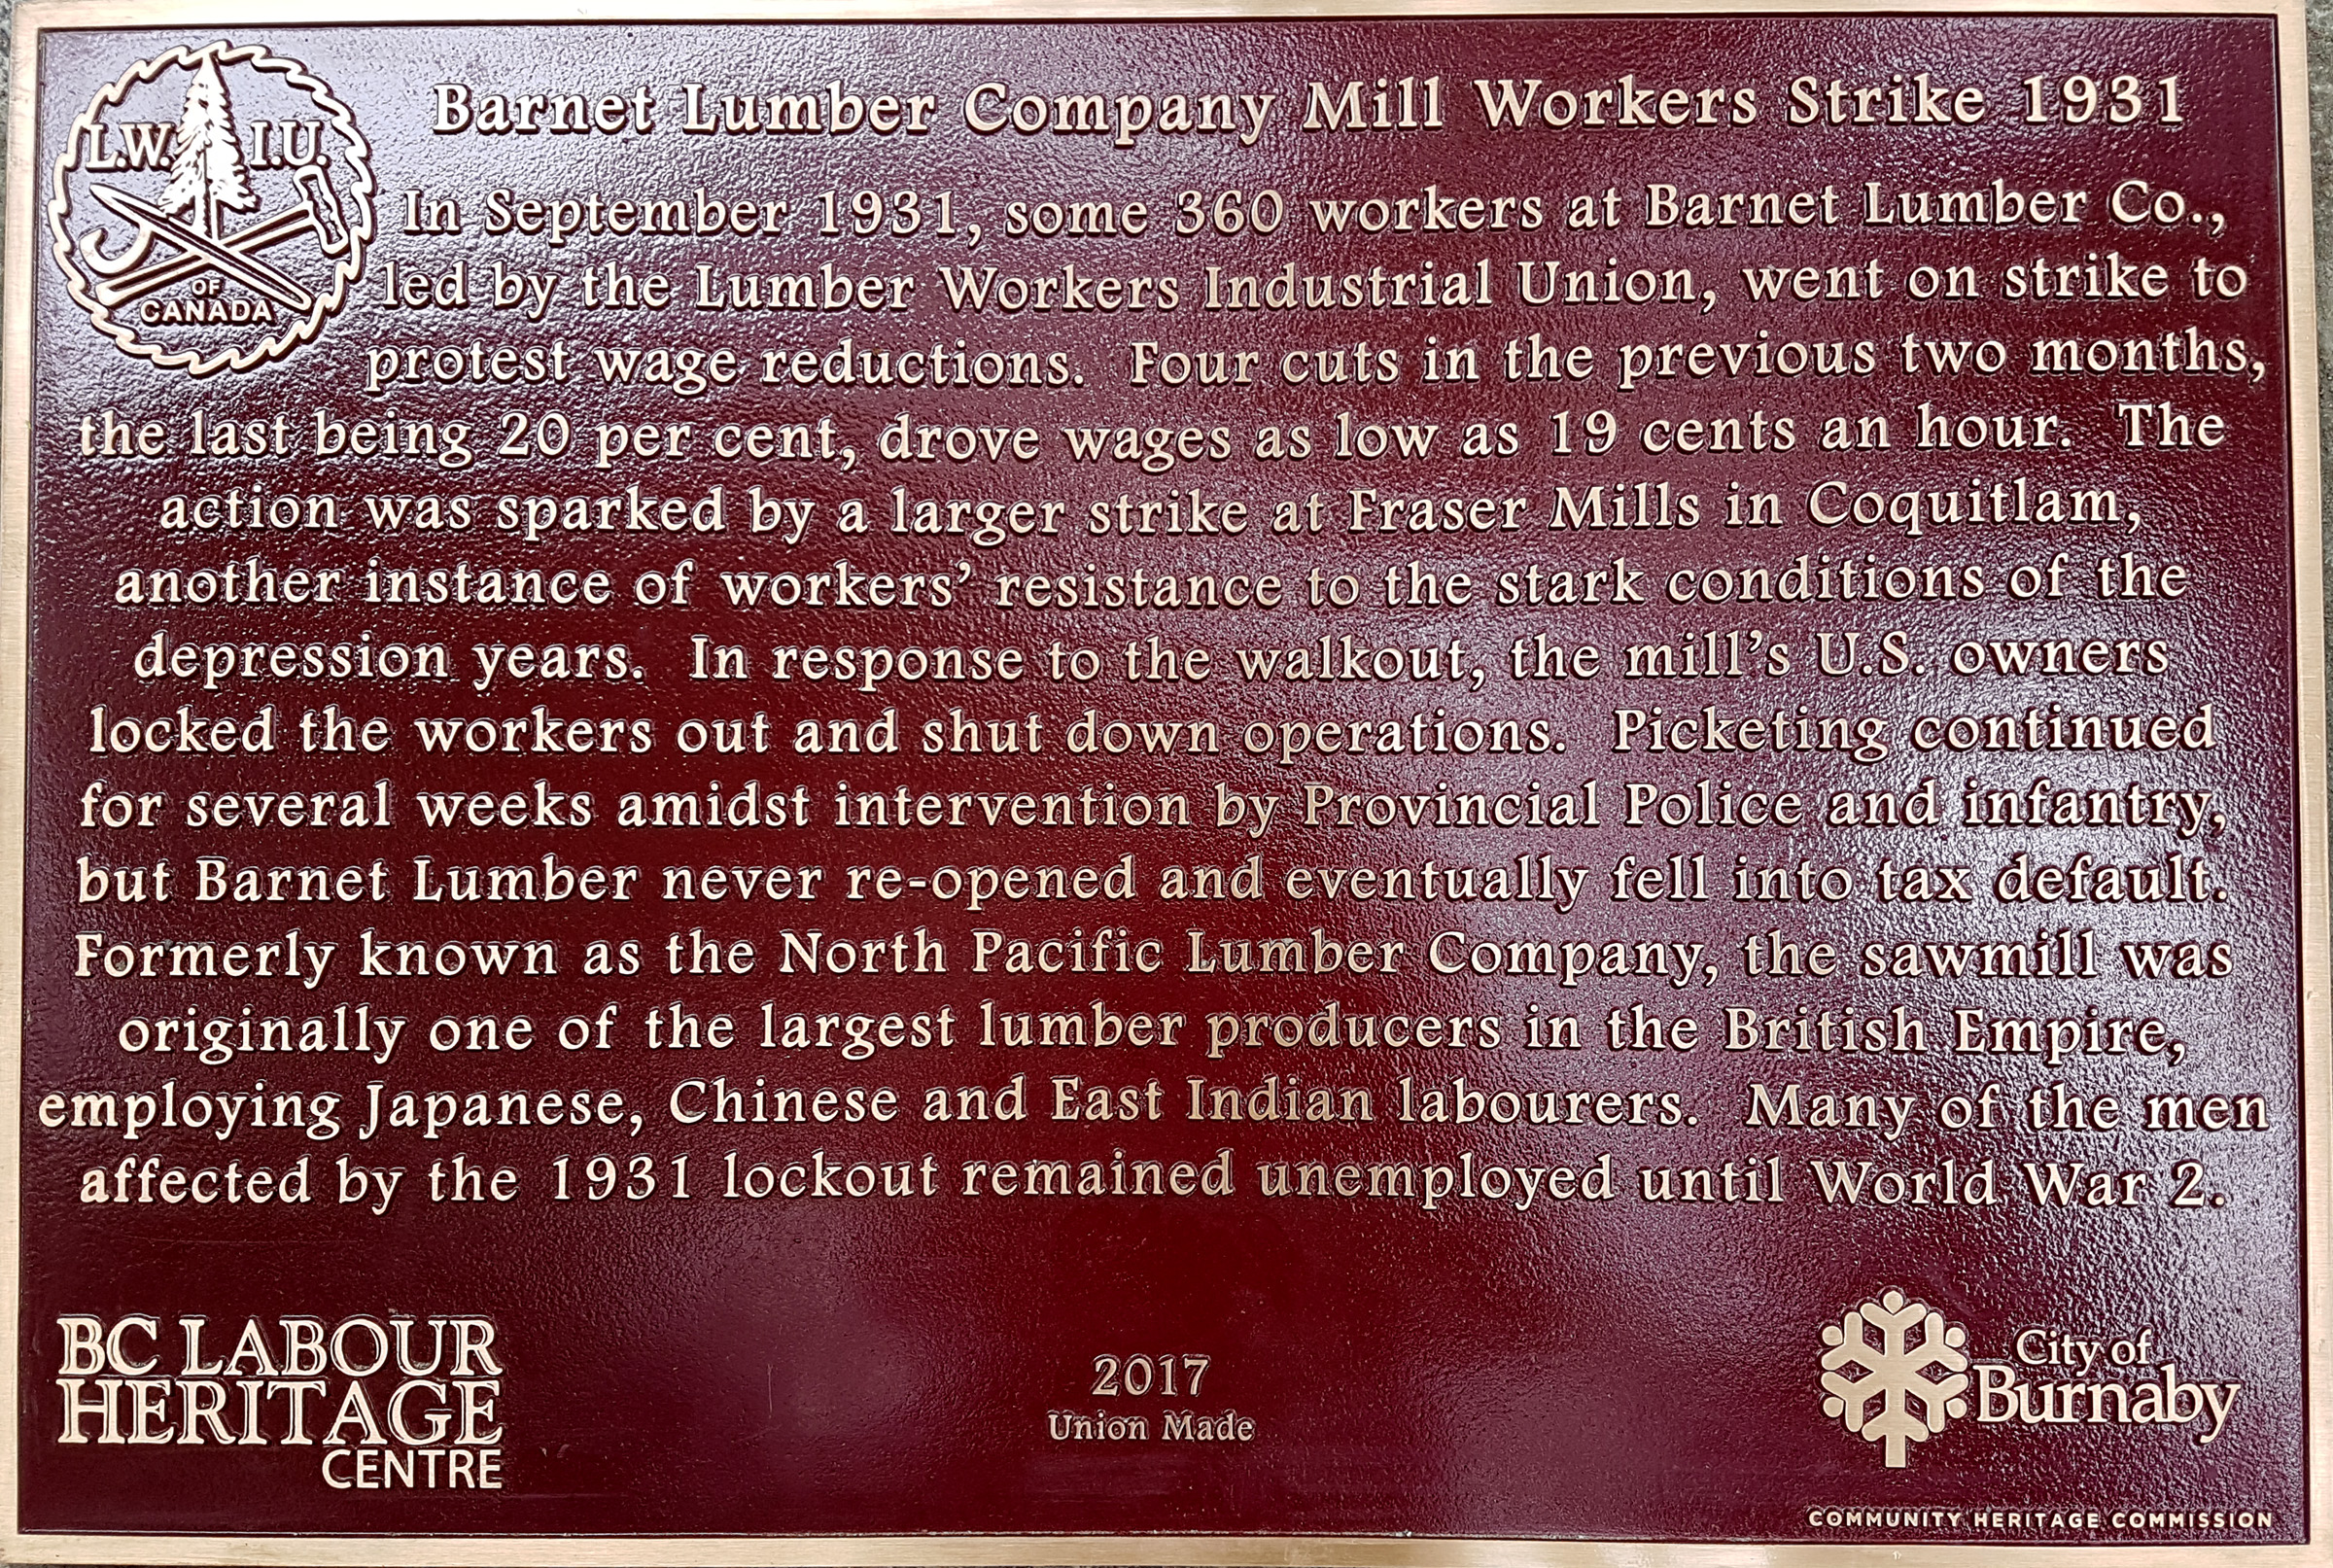 L.W. I.U.
OF
CANADA
Barnet Lumber Company Mill Workers Strike 1931
In September 1931, some 360 workers at Barnet Lumber Co.,
led by the Lumber Workers Industrial Union, went on strike to
protest wage reductions. Four cuts in the previous two months,
the last being 20 per cent, drove wages as low as 19 cents an hour. The
action was sparked by a larger strike at Fraser Mills in Coquitlam,
another instance of workers’ resistance to the stark conditions of the
depression years. In response to the walkout, the mill’s U.S. owners
locked the workers out and shut down operations. Picketing continued
for several weeks amidst intervention by Provincial Police and infantry,
but Barnet Lumber never re-opened and eventually fell into tax default.
Formerly known as the North Pacific Lumber Company, the sawmill was
originally one of the largest lumber producers in the British Empire,
employing Japanese, Chinese and East Indian labourers. Many of the men
affected by the 1931 lockout remained unemployed until World War 2.
BC LABOUR
HERITAGE
CENTRE
2017
Union Made
City of
Burnaby
COMMUNITY HERITAGE COMMISSION